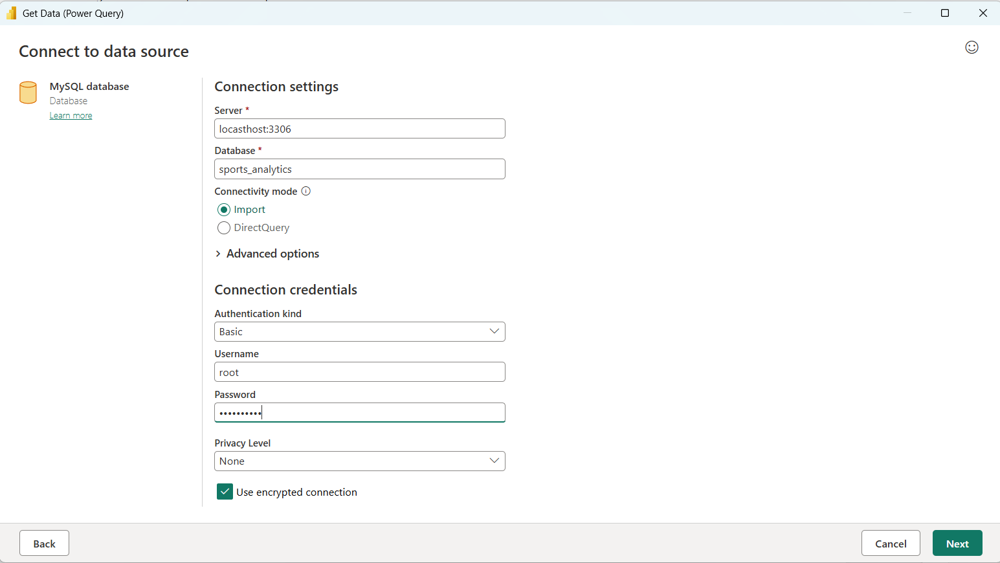 Get Data (Power Query)
Connect to data source
MySQL database
Database
Learn more
Connection settings
Server *
locasthost:3306
Database *
sports_analytics
Connectivity mode
Import
DirectQuery
Advanced options
Connection credentials
Authentication kind
Basic
Username
root
Password
••••••••••
Privacy Level
None
Use encrypted connection
Back
Cancel
Next